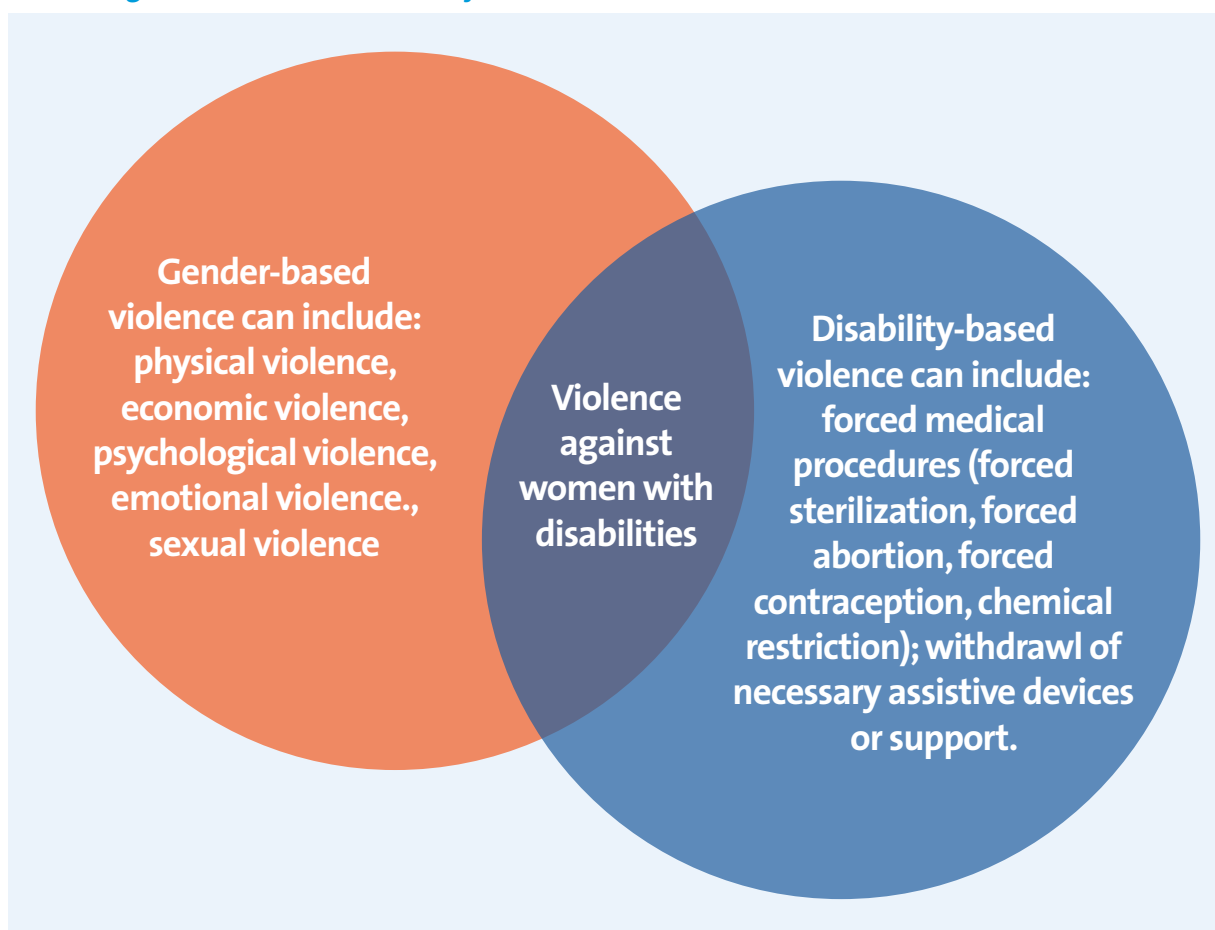 Gender-based
violence can include:
physical violence,
economic violence,
psychological violence,
emotional violence.,
sexual violence
Violence
against
women with
disabilities
Disability-based
violence can include:
forced medical
procedures (forced
sterilization, forced
abortion, forced
contraception, chemical
restriction); withdrawl of
necessary assistive devices
or support.